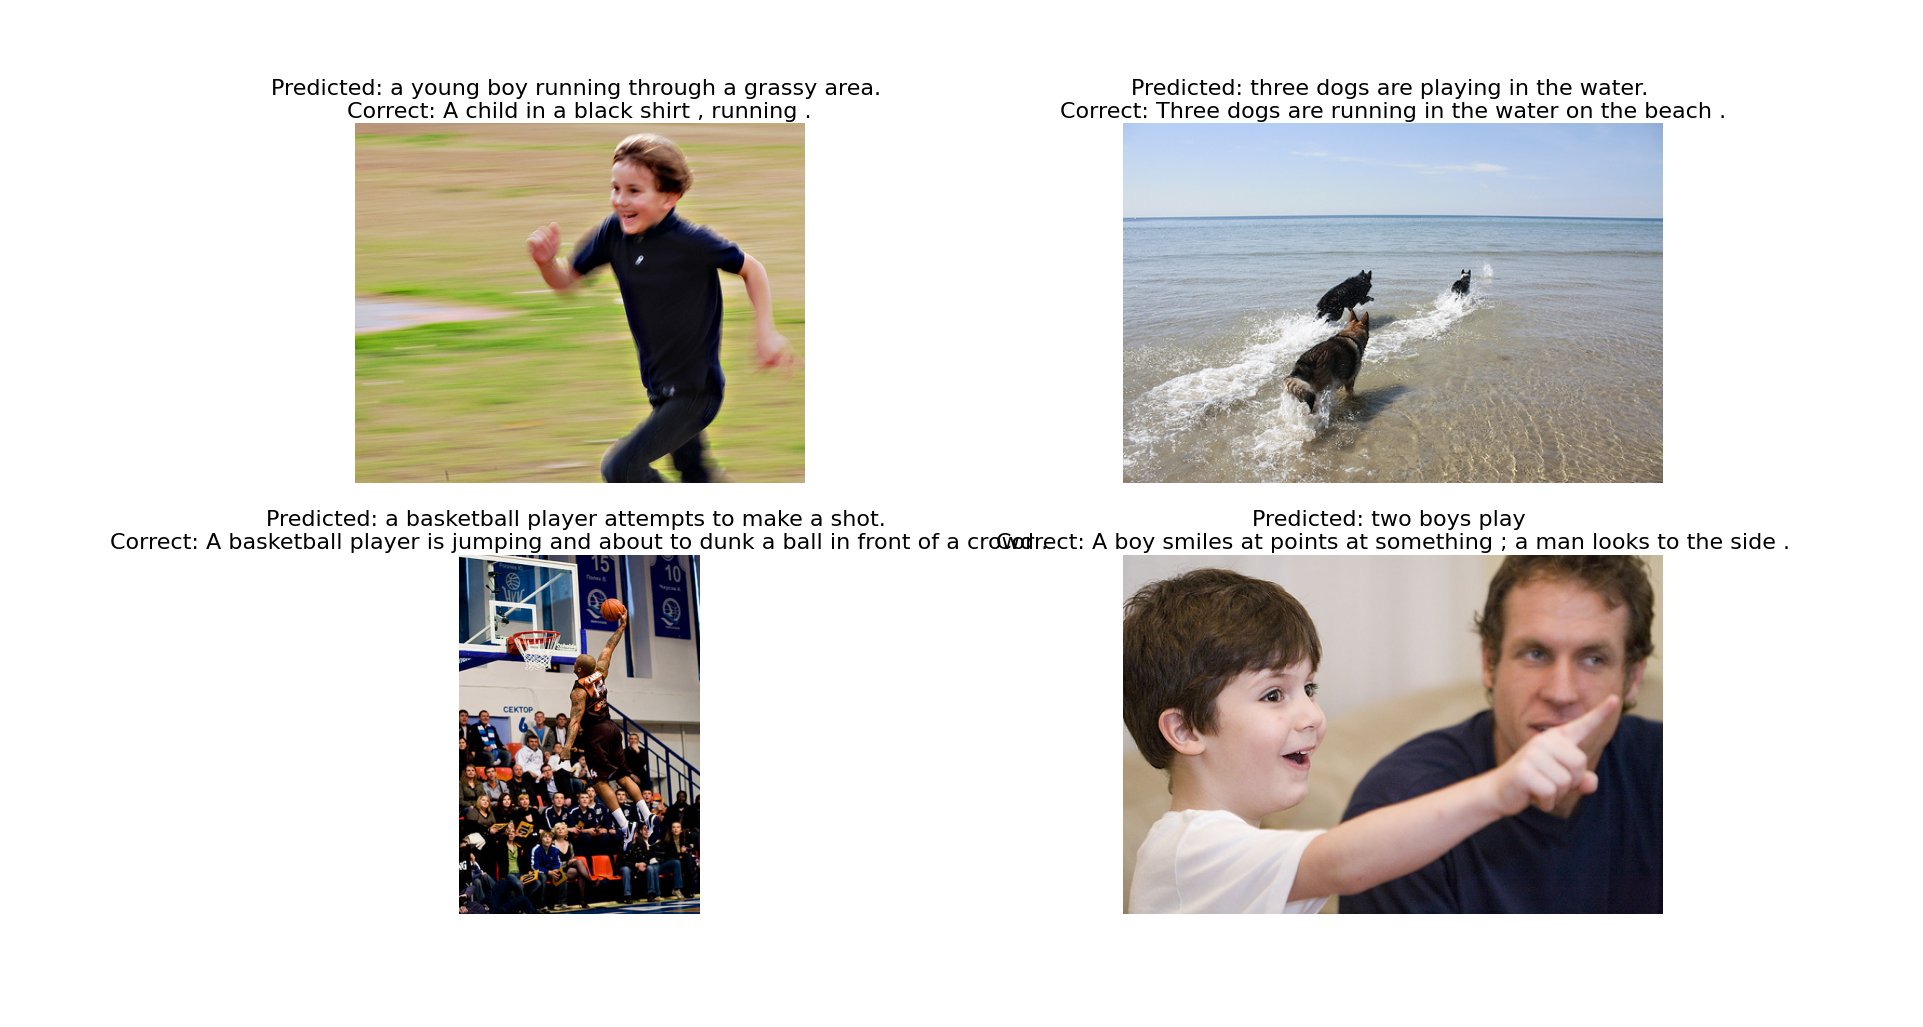 Predicted: a young boy running through a grassy area.
Correct: A child in a black shirt , running .
Predicted: three dogs are playing in the water.
Correct: Three dogs are running in the water on the beach .
Predicted: a basketball player attempts to make a shot.
Correct: A basketball player is jumping and about to dunk a ball in front of a crowd .
15
10
СЕКТОР
6
Predicted: two boys play
Correct: A boy smiles at points at something ; a man looks to the side .